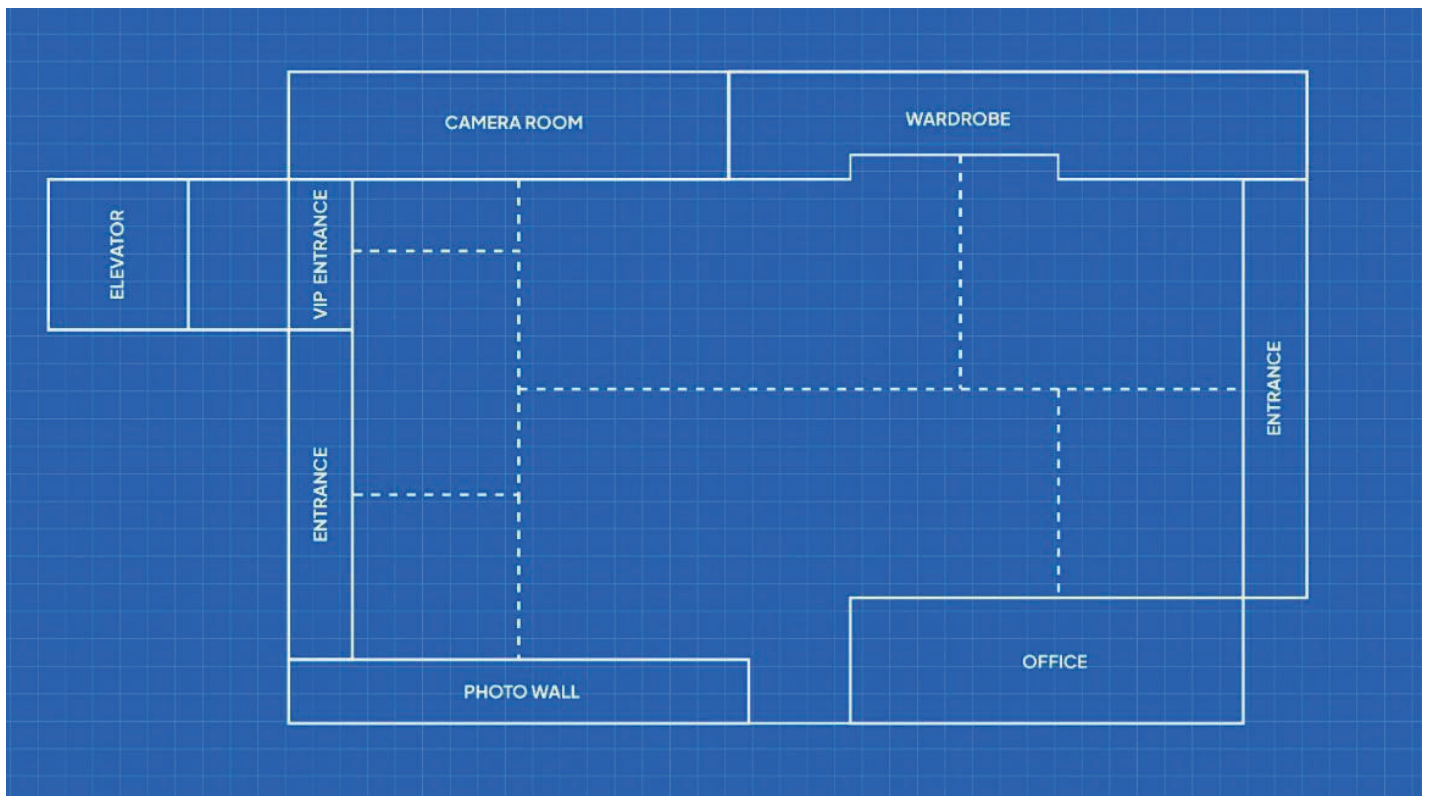 CAMERA ROOM
WARDROBE
ELEVATOR
VIP ENTRANCE
ENTRANCE
ENTRANCE
OFFICE
PHOTO WALL